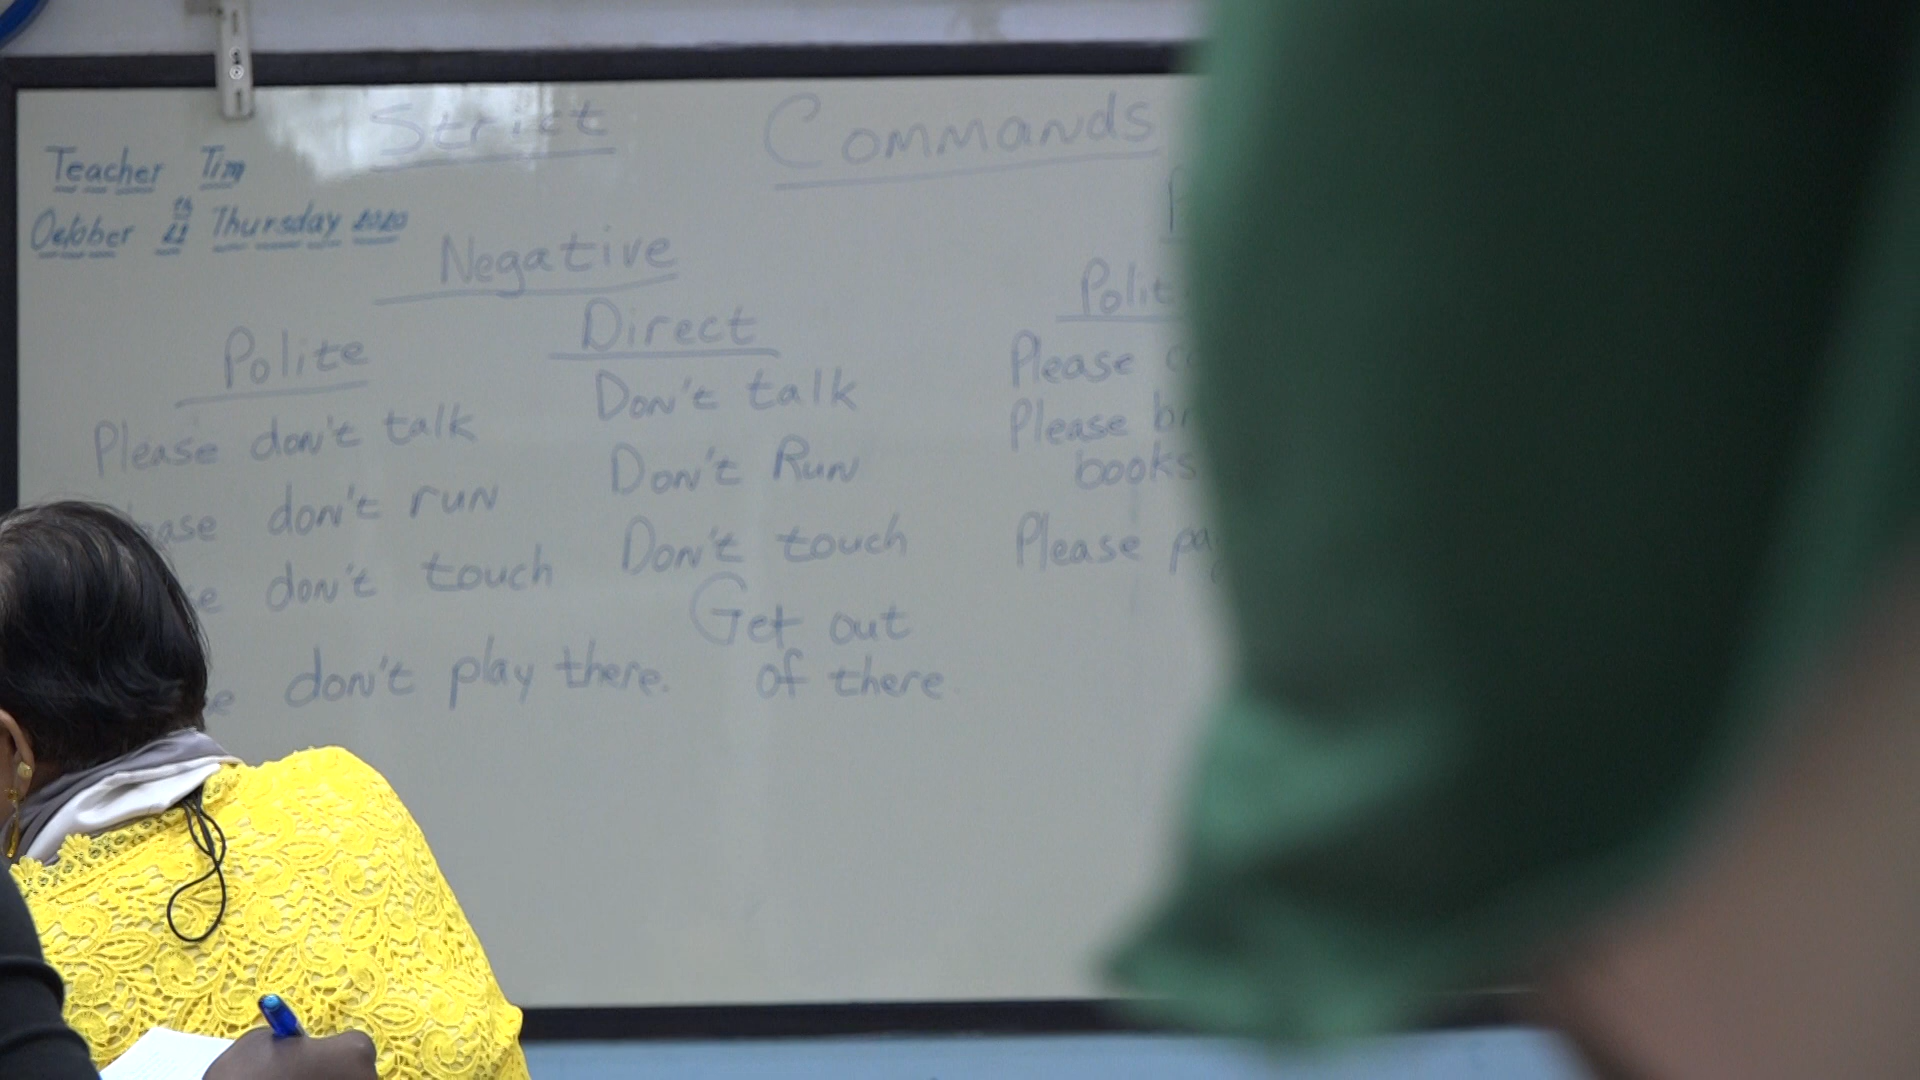 Strict Commands
Teacher Tim
October Thursday 2020
Negative
Polite
Please don't talk
don't run
don't touch
don't play there.
Direct
Don't talk
Don't Run
Don't touch
Get out
of there
Please
Please
books
Please